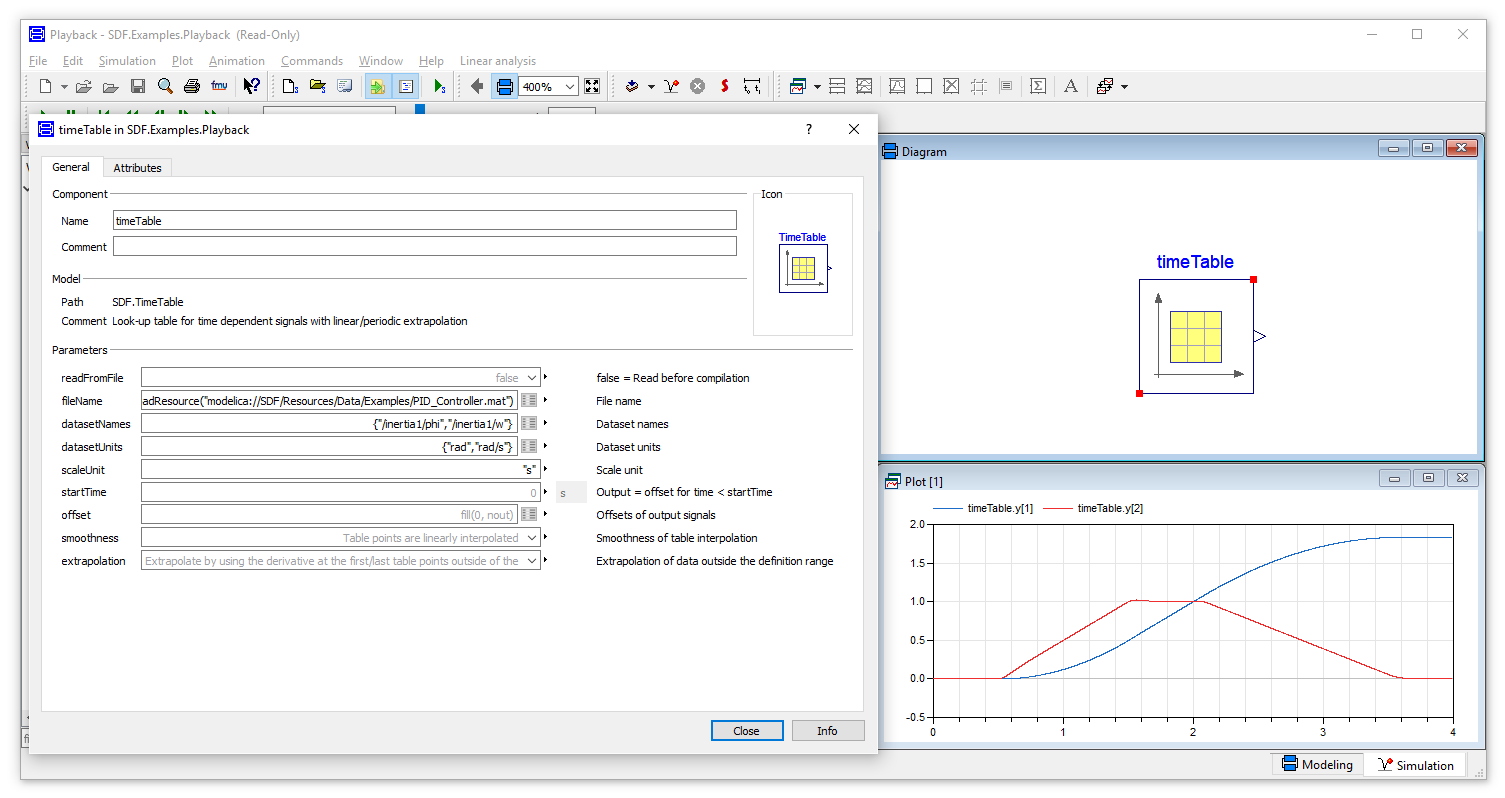 Playback - SDF.Examples.Playback (Read-Only)
File Edit Simulation Plot Animation Commands Window Help Linear analysis
fmu 400%
timeTable in SDF.Examples.Playback
General Attributes
Component
Icon
Name timeTable
TimeTable
Comment
Model
Path SDF.TimeTable
Comment Look-up table for time dependent signals with linear/periodic extrapolation
Parameters
readFromFile false false = Read before compilation
fileName adResource("modelica://SDF/Resources/Data/Examples/PID_Controller.mat") File name
datasetNames {"/inertia1/phi","/inertia1/w"} Dataset names
datasetUnits {"rad","rad/s"} Dataset units
scaleUnit "s" Scale unit
startTime 0 s Output = offset for time < startTime
offset fill(0, nout) Offsets of output signals
smoothness Table points are linearly interpolated Smoothness of table interpolation
extrapolation Extrapolate by using the derivative at the first/last table points outside of the Extrapolation of data outside the definition range
Close Info
Diagram
timeTable
Plot [1]
timeTable.y[1] timeTable.y[2]
2.0
1.5
1.0
0.5
0.0
-0.5
0 1 2 3 4
Modeling Simulation